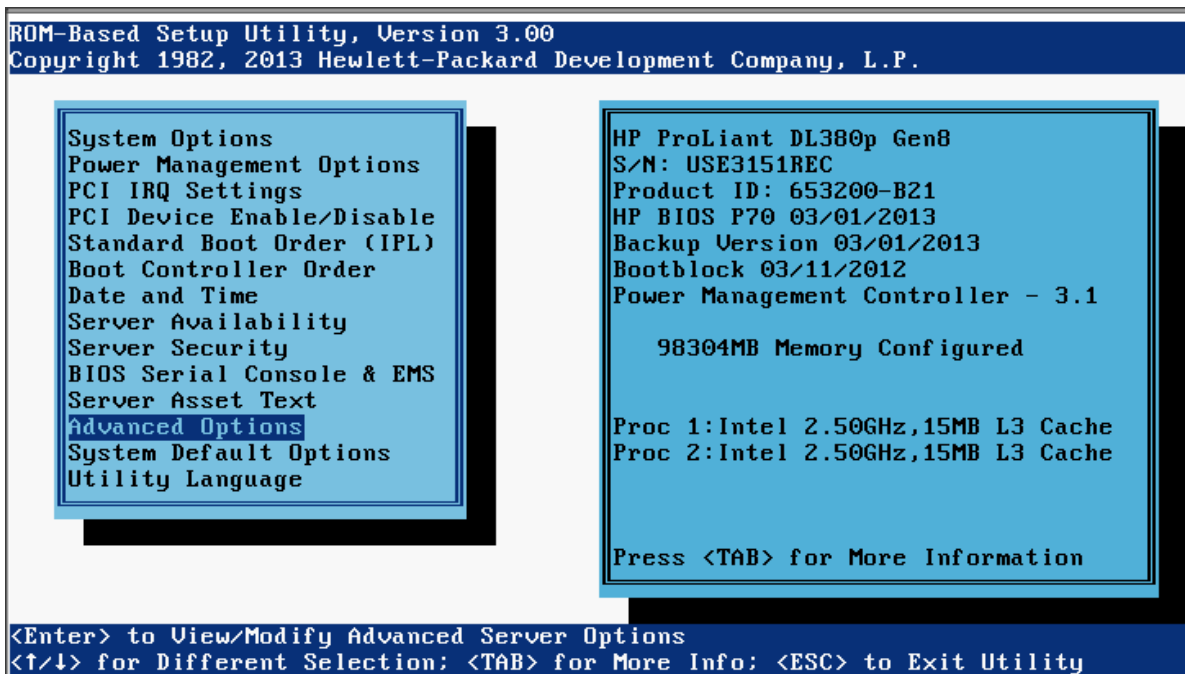 ROM-Based Setup Utility, Version 3.00
Copyright 1982, 2013 Hewlett-Packard Development Company, L.P.
System Options
Power Management Options
PCI IRQ Settings
PCI Device Enable/Disable
Standard Boot Order (IPL)
Boot Controller Order
Date and Time
Server Availability
Server Security
BIOS Serial Console & EMS
Server Asset Text
Advanced Options
System Default Options
Utility Language
HP ProLiant DL380p Gen8
S/N: USE3151REC
Product ID: 653200-B21
HP BIOS P70 03/01/2013
Backup Version 03/01/2013
Bootblock 03/11/2012
Power Management Controller - 3.1
98304MB Memory Configured
Proc 1:Intel 2.50GHz,15MB L3 Cache
Proc 2:Intel 2.50GHz,15MB L3 Cache
Press <TAB> for More Information
<Enter> to View/Modify Advanced Server Options
<↑/↓> for Different Selection; <TAB> for More Info; <ESC> to Exit Utility